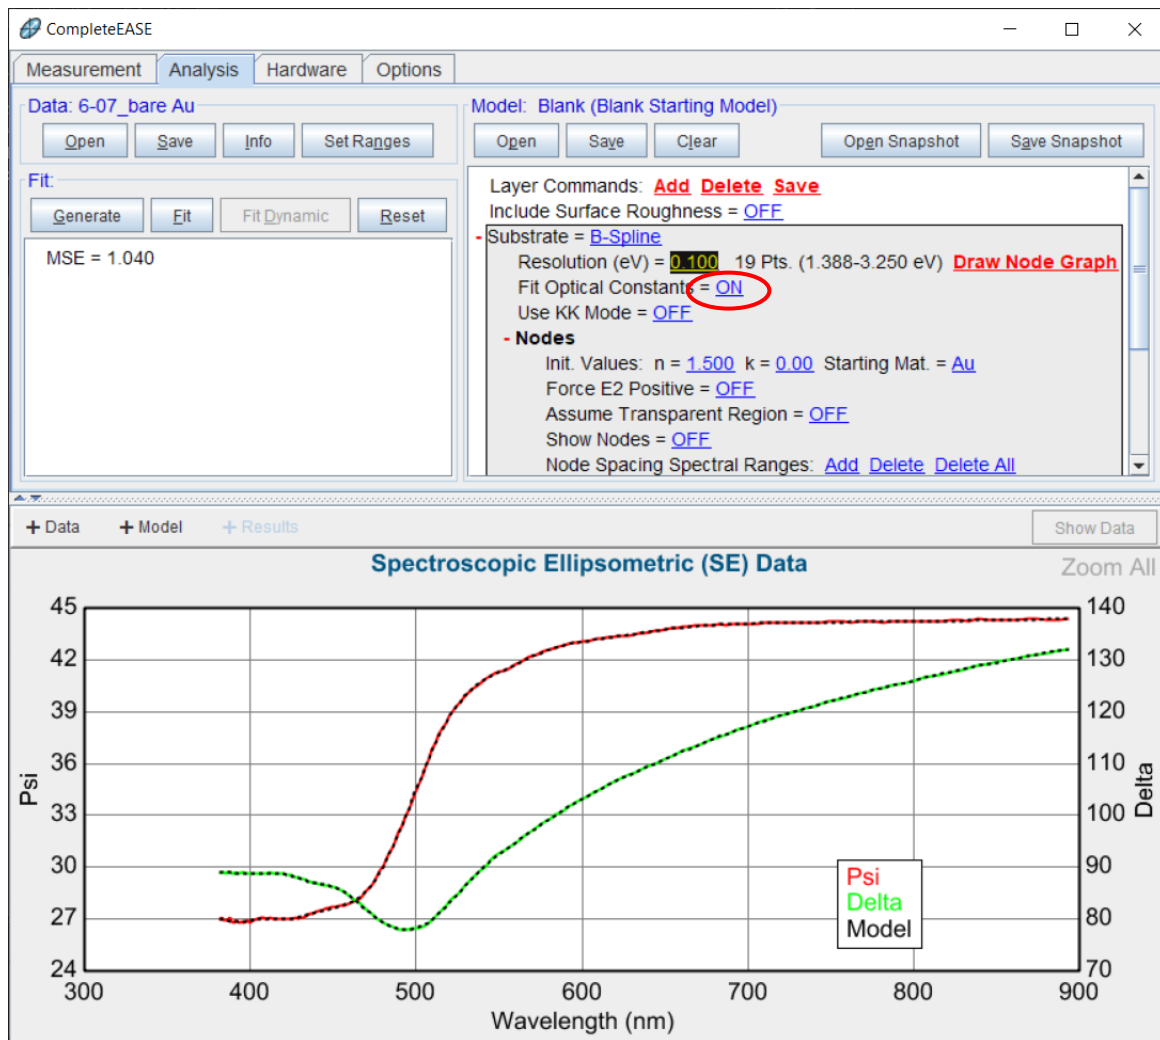 CompleteEASE
Measurement Analysis Hardware Options
Data: 6-07_bare Au
Open Save Info Set Ranges
Fit:
Generate Fit Fit Dynamic Reset
MSE = 1.040
Model: Blank (Blank Starting Model)
Open Save Clear Open Snapshot Save Snapshot
Layer Commands: Add Delete Save
Include Surface Roughness = OFF
- Substrate = B-Spline
Resolution (eV) = 0.100 19 Pts. (1.388-3.250 eV) Draw Node Graph
Fit Optical Constants = ON
Use KK Mode = OFF
- Nodes
Init. Values: n = 1.500 k = 0.00 Starting Mat. = Au
Force E2 Positive = OFF
Assume Transparent Region = OFF
Show Nodes = OFF
Node Spacing Spectral Ranges: Add Delete Delete All
+ Data + Model + Results Show Data
Spectroscopic Ellipsometric (SE) Data
Zoom All
45 140
42 130
39 120
36 110
33 100
30 90
27 80
24 70
Psi
Delta
Psi
Delta
Model
300 400 500 600 700 800 900
Wavelength (nm)